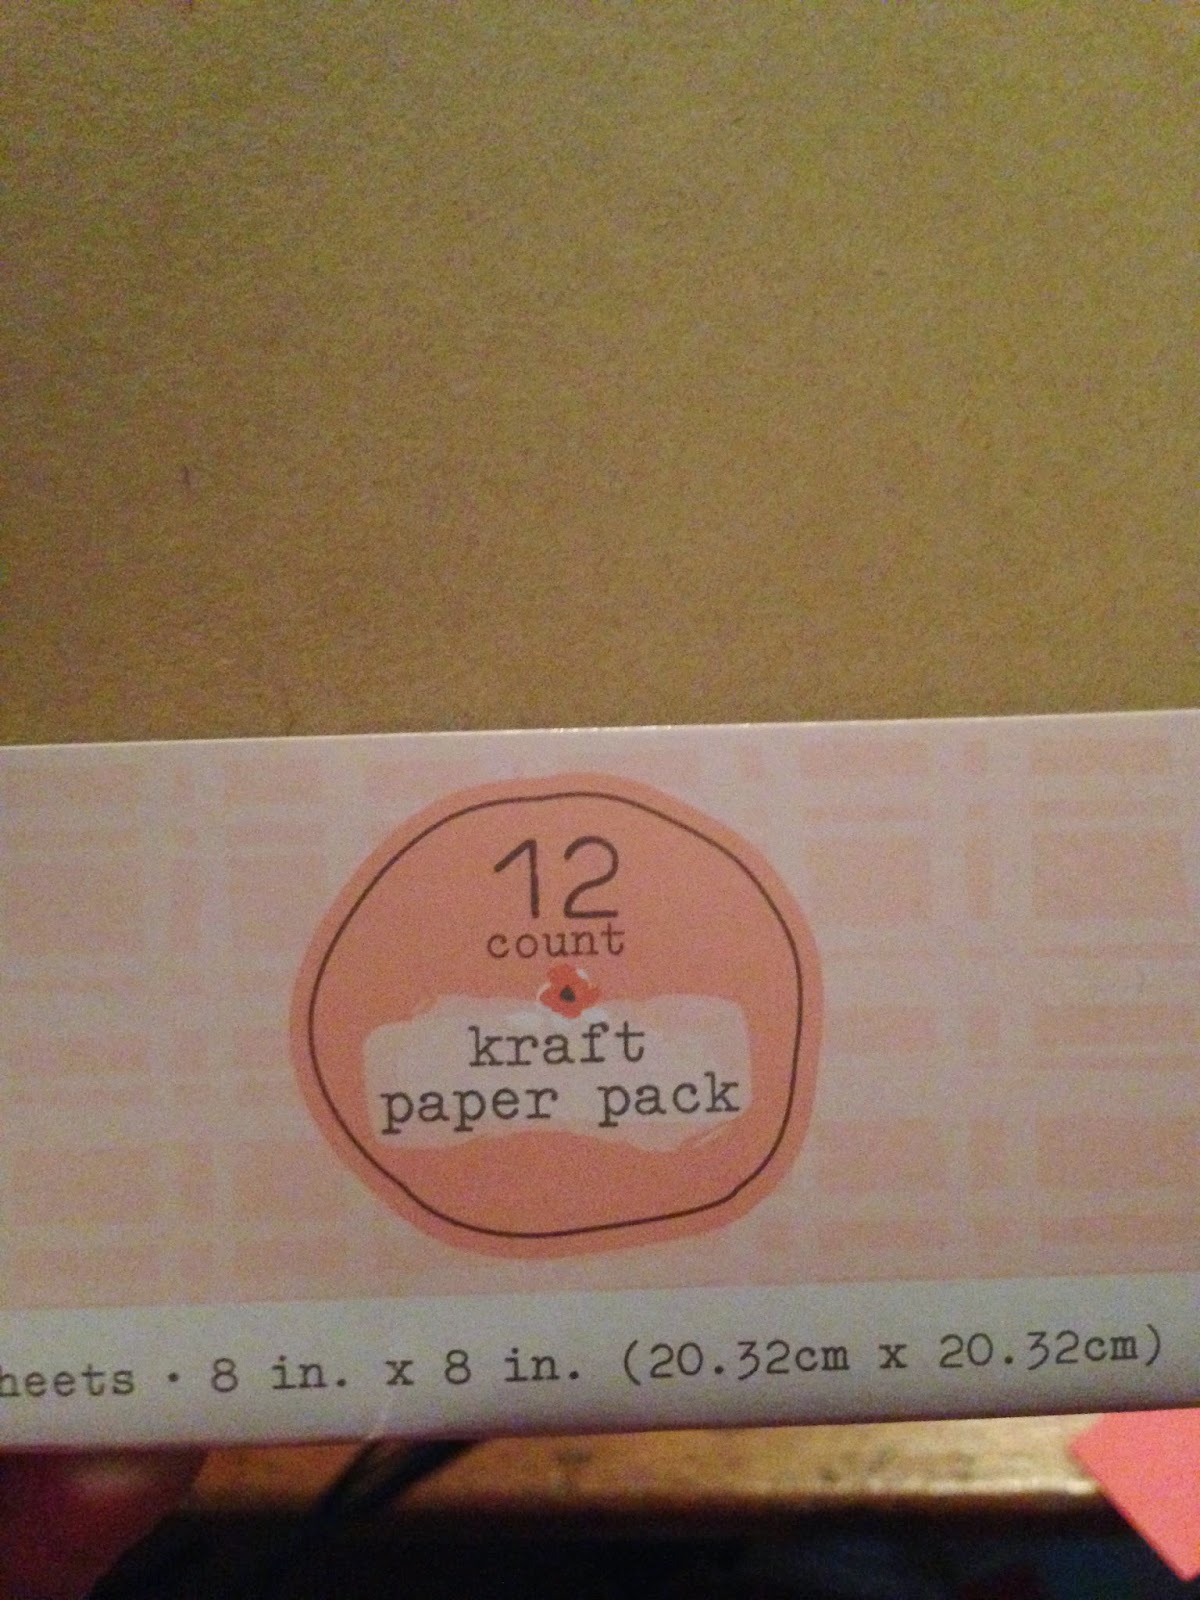 12
count
kraft
paper pack
heets · 8 in. x 8 in. (20.32cm x 20.32cm)